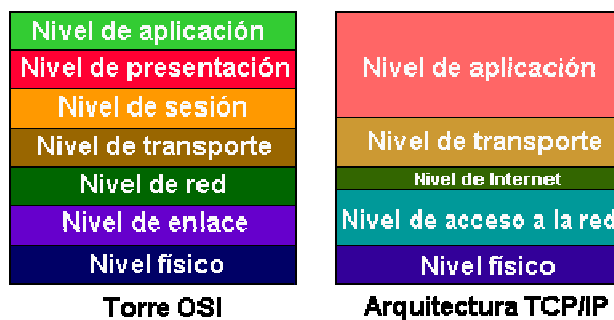 Nivel de aplicación
Nivel de presentación
Nivel de sesión
Nivel de transporte
Nivel de red
Nivel de enlace
Nivel físico
Torre OSI
Nivel de aplicación
Nivel de transporte
Nivel de Internet
Nivel de acceso a la red
Nivel físico
Arquitectura TCP/IP